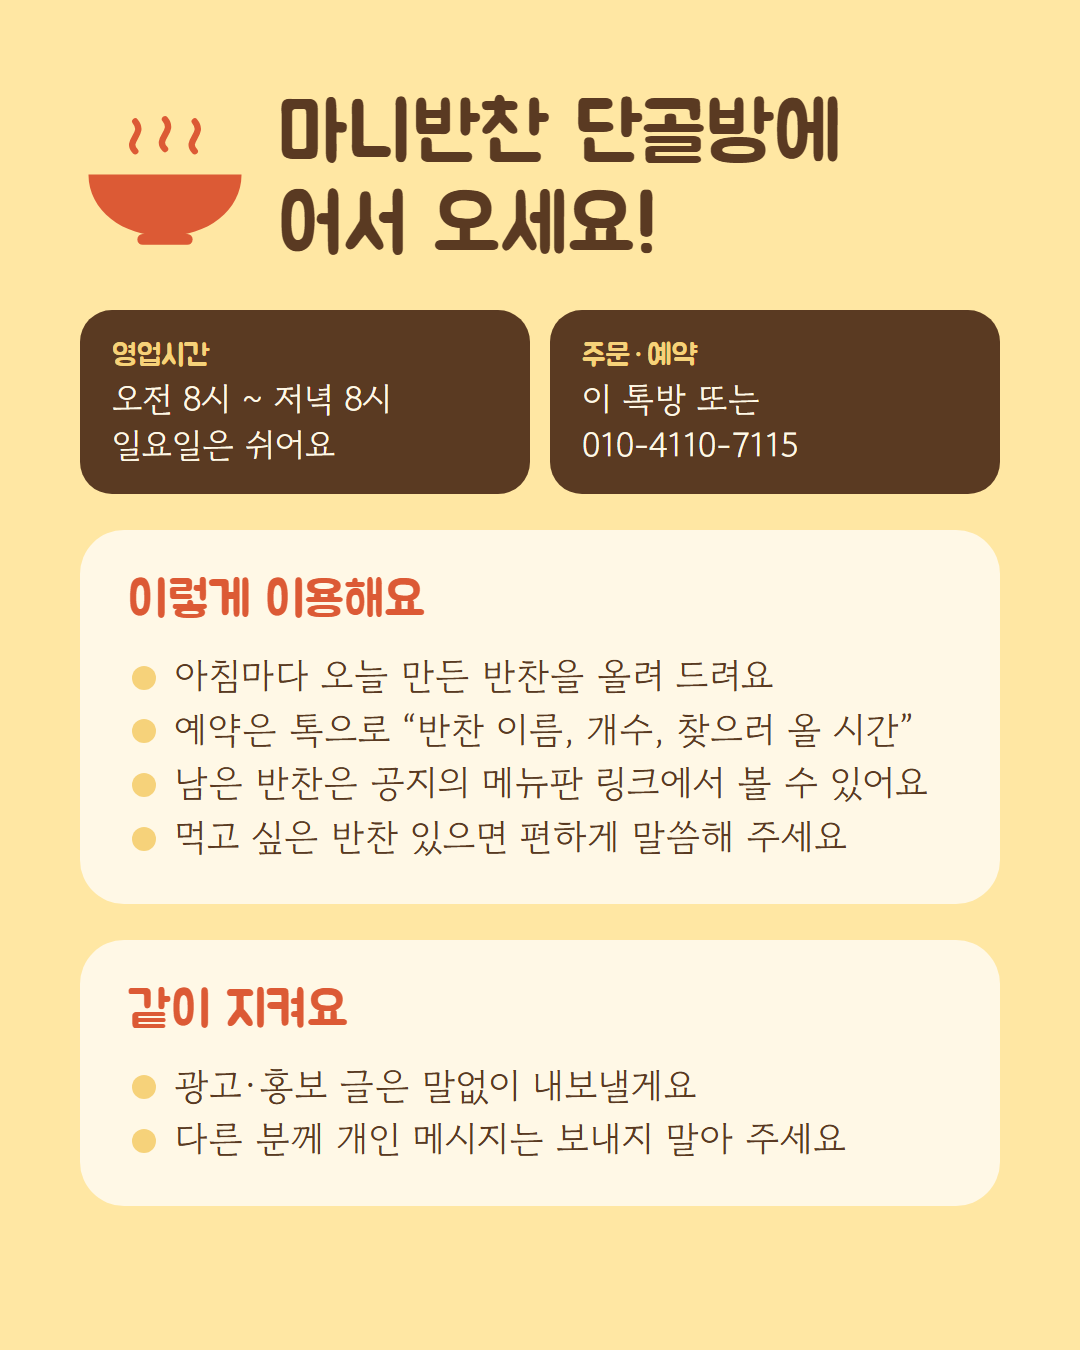 마니반찬 단골방에
어서 오세요!
영업시간
오전 8시 ~ 저녁 8시
일요일은 쉬어요
주문·예약
이 톡방 또는
010-4110-7115
이렇게 이용해요
아침마다 오늘 만든 반찬을 올려 드려요
예약은 톡으로 “반찬 이름, 개수, 찾으러 올 시간”
남은 반찬은 공지의 메뉴판 링크에서 볼 수 있어요
먹고 싶은 반찬 있으면 편하게 말씀해 주세요
같이 지켜요
광고·홍보 글은 말없이 내보낼게요
다른 분께 개인 메시지는 보내지 말아 주세요